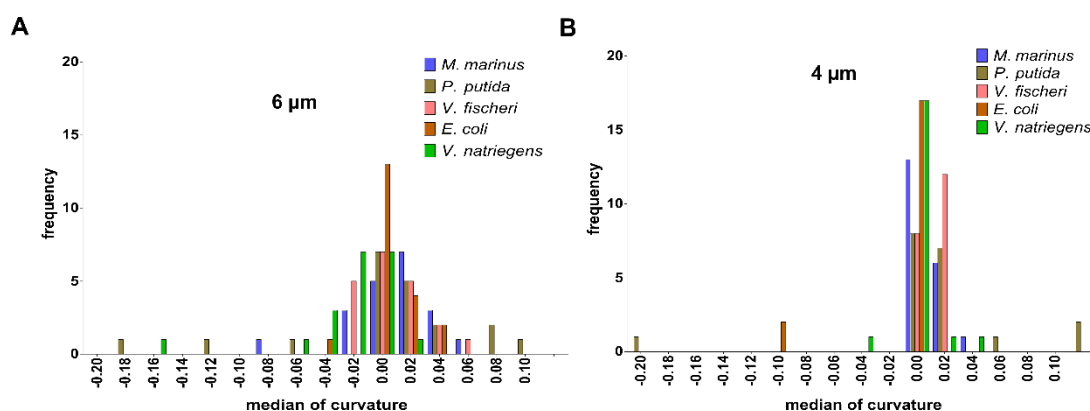 A
6 µm
M. marinus
P. putida
V. fischeri
E. coli
V. natriegens
20
15
10
5
0
frequency
-0.20
-0.18
-0.16
-0.14
-0.12
-0.10
-0.08
-0.06
-0.04
-0.02
0.00
0.02
0.04
0.06
0.08
0.10
median of curvature
B
4 µm
M. marinus
P. putida
V. fischeri
E. coli
V. natriegens
20
15
10
5
0
frequency
-0.20
-0.18
-0.16
-0.14
-0.12
-0.10
-0.08
-0.06
-0.04
-0.02
0.00
0.02
0.04
0.06
0.08
0.10
median of curvature